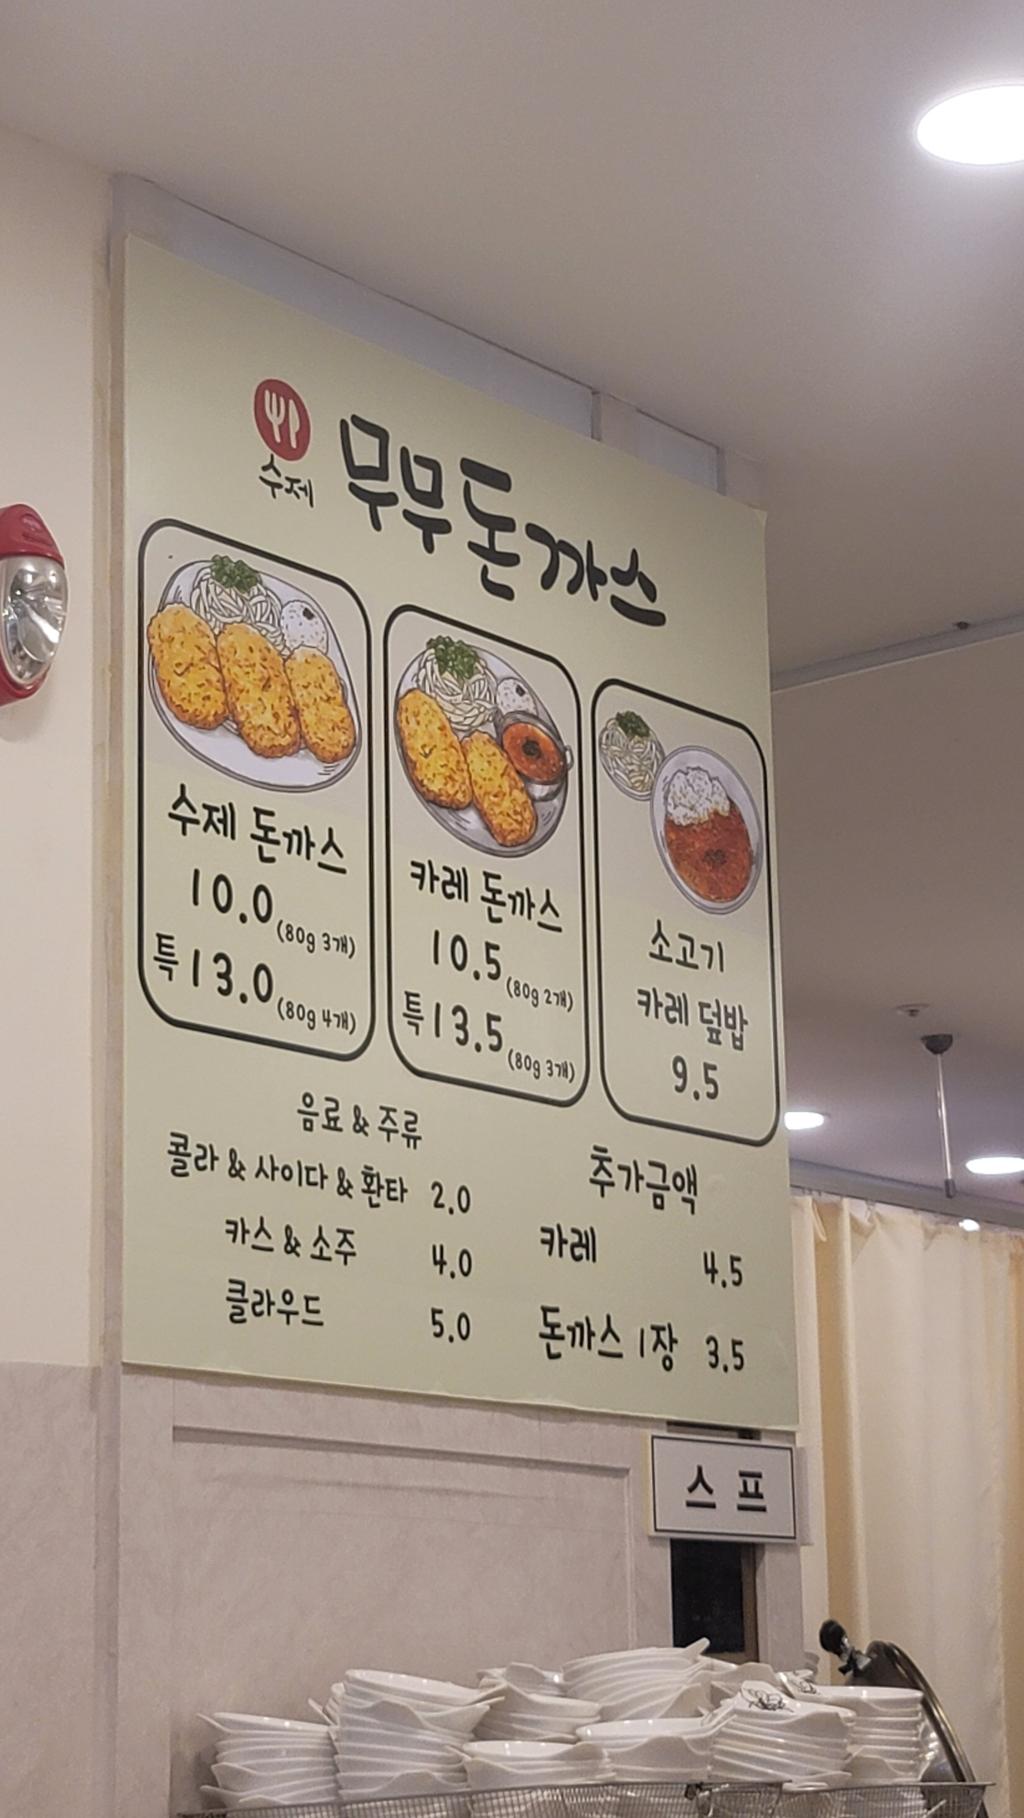 수제
무무돈까스
수제 돈까스
10.0 (80g 3개)
특 13.0 (80g 4개)
카레 돈까스
10.5 (80g 2개)
특 13.5 (80g 3개)
소고기
카레 덮밥
9.5
음료 & 주류
콜라 & 사이다 & 환타 2.0
카스 & 소주 4.0
클라우드 5.0
추가금액
카레 4.5
돈까스 1장 3.5
스프